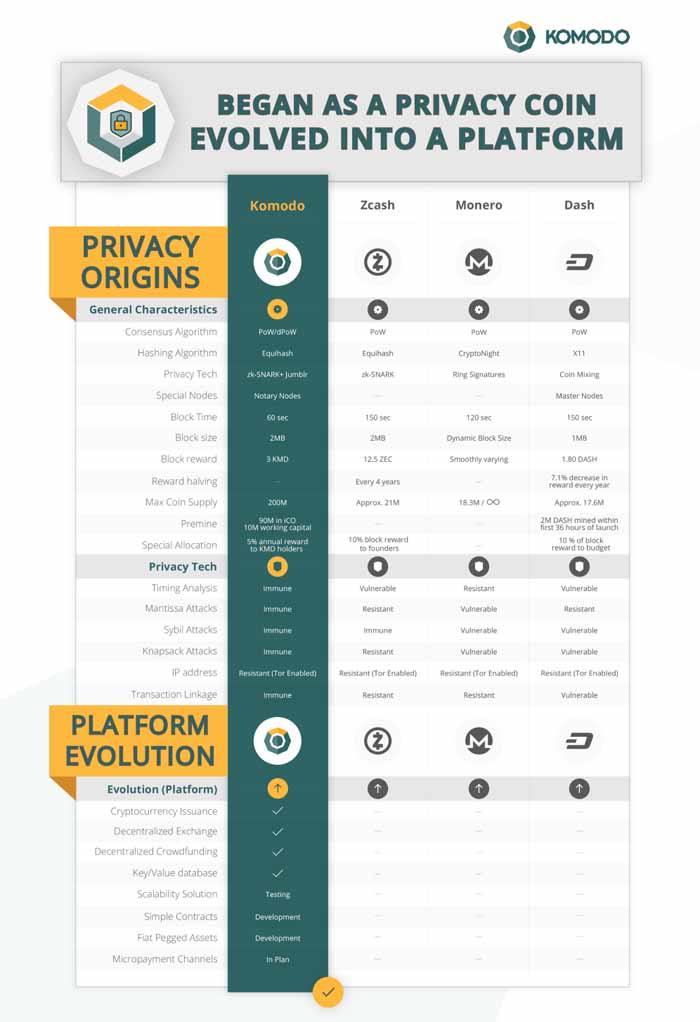 KOMODO
BEGAN AS A PRIVACY COIN
EVOLVED INTO A PLATFORM
Komodo Zcash Monero Dash
PRIVACY
ORIGINS
General Characteristics
Consensus Algorithm PoW/dPoW PoW PoW PoW
Hashing Algorithm Equihash Equihash CryptoNight X11
Privacy Tech zk-SNARK+ Jumblr zk-SNARK Ring Signatures Coin Mixing
Special Nodes Notary Nodes — — Master Nodes
Block Time 60 sec 150 sec 120 sec 150 sec
Block size 2MB 2MB Dynamic Block Size 1MB
Block reward 3 KMD 12.5 ZEC Smoothly varying 1.80 DASH
Reward halving — Every 4 years — 7.1% decrease in
reward every year
Max Coin Supply 200M Approx. 21M 18.3M / ∞ Approx. 17.6M
Premine 90M in iCO
10M working capital — — 2M DASH mined within
first 36 hours of launch
Special Allocation 5% annual reward
to KMD holders 10% block reward
to founders — 10 % of block
reward to budget
Privacy Tech
Timing Analysis Immune Vulnerable Resistant Vulnerable
Mantissa Attacks Immune Resistant Vulnerable Resistant
Sybil Attacks Immune Immune Vulnerable Vulnerable
Knapsack Attacks Immune Resistant Vulnerable Vulnerable
IP address Resistant (Tor Enabled) Resistant (Tor Enabled) Resistant (Tor Enabled) Resistant (Tor Enabled)
Transaction Linkage Immune Resistant Resistant Vulnerable
PLATFORM
EVOLUTION
Evolution (Platform)
Cryptocurrency Issuance ✓ — — —
Decentralized Exchange ✓ — — —
Decentralized Crowdfunding ✓ — — —
Key/Value database ✓ — — —
Scalability Solution Testing — — —
Simple Contracts Development — — —
Fiat Pegged Assets Development — — —
Micropayment Channels In Plan — — —